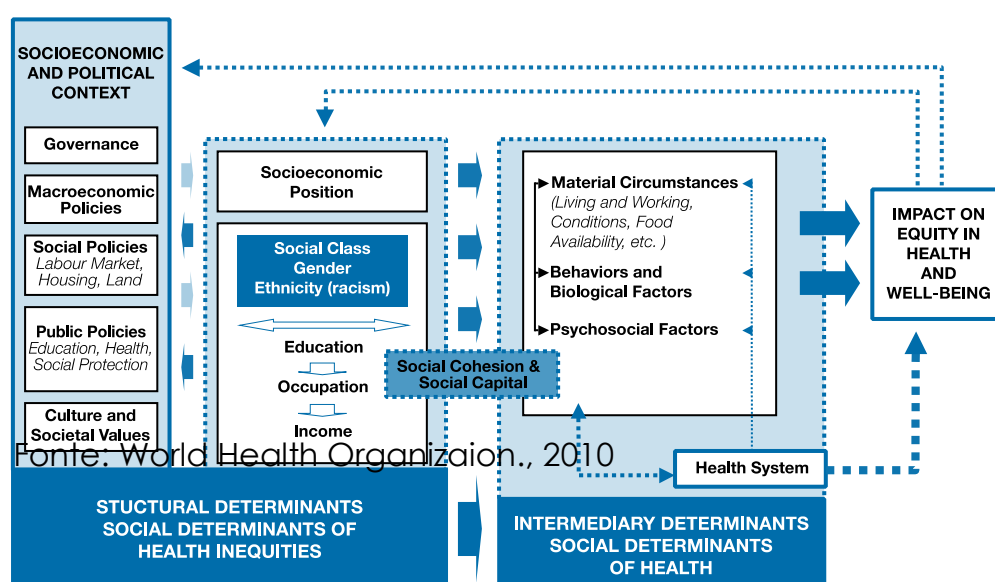 SOCIOECONOMIC
AND POLITICAL
CONTEXT
Governance
Macroeconomic
Policies
Social Policies
Labour Market,
Housing, Land
Public Policies
Education, Health,
Social Protection
Culture and
Societal Values
Socioeconomic
Position
Social Class
Gender
Ethnicity (racism)
Education
Occupation
Income
Social Cohesion &
Social Capital
Material Circumstances
(Living and Working,
Conditions, Food
Availability, etc. )
Behaviors and
Biological Factors
Psychosocial Factors
Health System
IMPACT ON
EQUITY IN
HEALTH
AND
WELL-BEING
Fonte: World Health Organizaion., 2010
STUCTURAL DETERMINANTS
SOCIAL DETERMINANTS OF
HEALTH INEQUITIES
INTERMEDIARY DETERMINANTS
SOCIAL DETERMINANTS
OF HEALTH